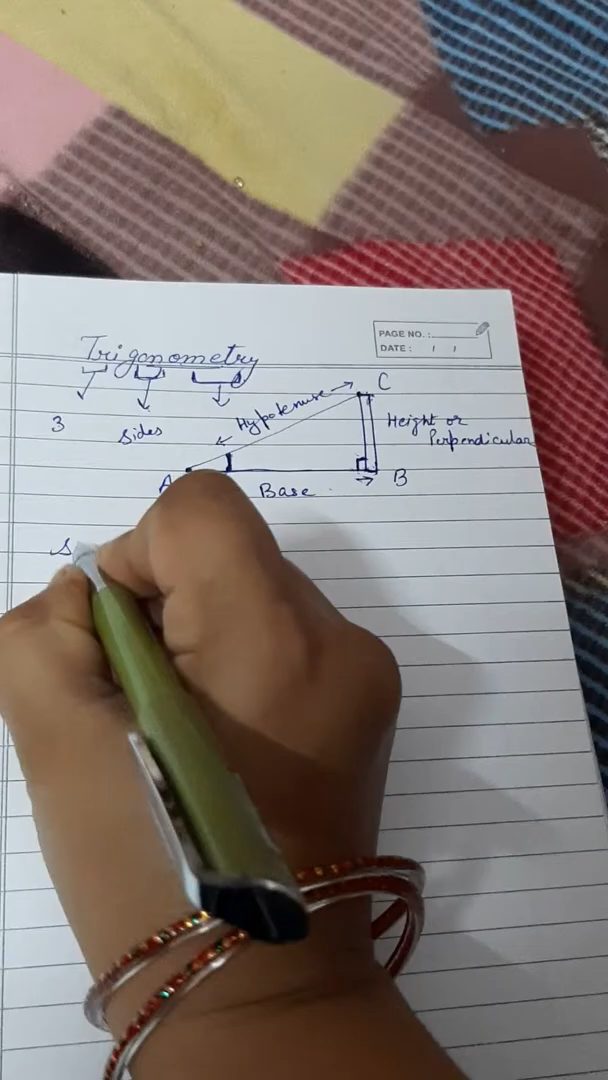 PAGE NO. :
DATE : / /
Trigonometry
3 Sides
Hypotenuse
C
Height or
Perpendicular
A
B
Base
S